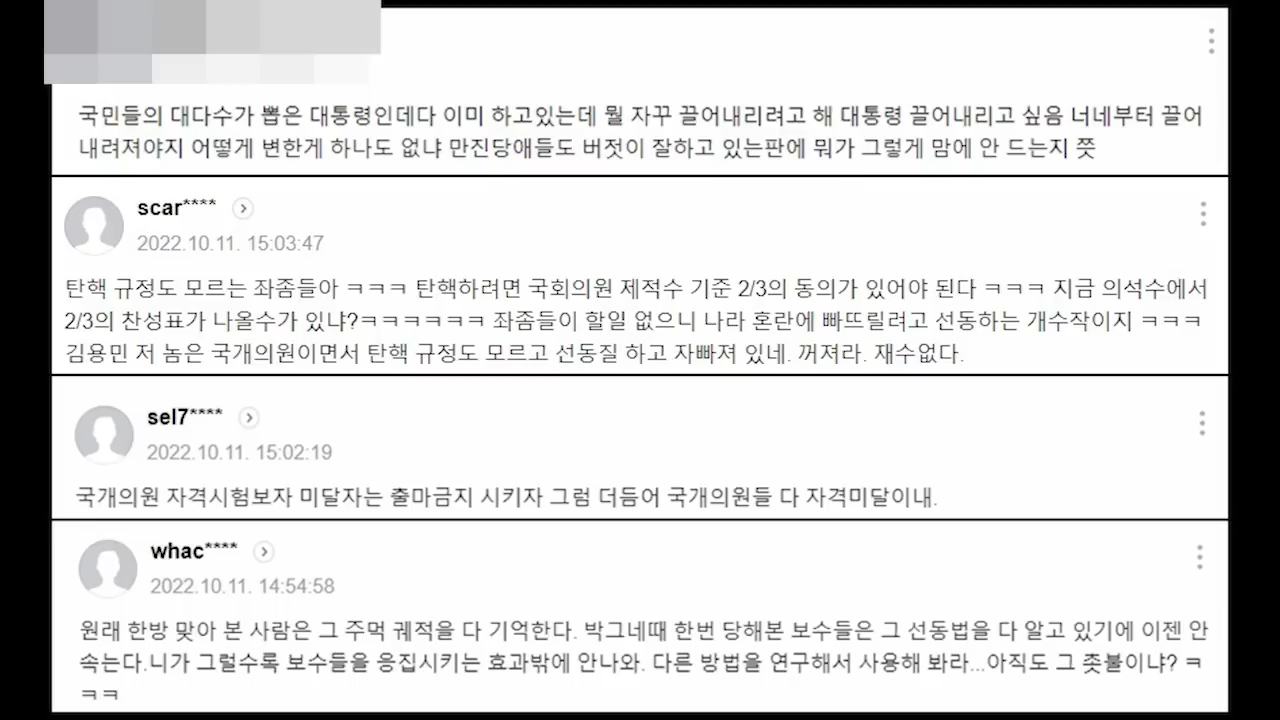 국민들의 대다수가 뽑은 대통령인데다 이미 하고있는데 뭘 자꾸 끌어내리려고 해 대통령 끌어내리고 싶음 너네부터 끌어
내려져야지 어떻게 변한게 하나도 없냐 만진당애들도 버젓이 잘하고 있는판에 뭐가 그렇게 맘에 안 드는지 쯧
scar****
2022.10.11. 15:03:47
탄핵 규정도 모르는 좌좀들아 ㅋㅋㅋ 탄핵하려면 국회의원 제적수 기준 2/3의 동의가 있어야 된다 ㅋㅋㅋ 지금 의석수에서
2/3의 찬성표가 나올수가 있냐?ㅋㅋㅋㅋㅋㅋ 좌좀들이 할일 없으니 나라 혼란에 빠뜨릴려고 선동하는 개수작이지 ㅋㅋㅋ
김용민 저 놈은 국개의원이면서 탄핵 규정도 모르고 선동질 하고 자빠져 있네. 꺼져라. 재수없다.
sel7****
2022.10.11. 15:02:19
국개의원 자격시험보자 미달자는 출마금지 시키자 그럼 더듬어 국개의원들 다 자격미달이내.
whac****
2022.10.11. 14:54:58
원래 한방 맞아 본 사람은 그 주먹 궤적을 다 기억한다. 박그네때 한번 당해본 보수들은 그 선동법을 다 알고 있기에 이젠 안
속는다.니가 그럴수록 보수들을 응집시키는 효과밖에 안나와. 다른 방법을 연구해서 사용해 봐라...아직도 그 좃불이냐? ㅋ
ㅋㅋ